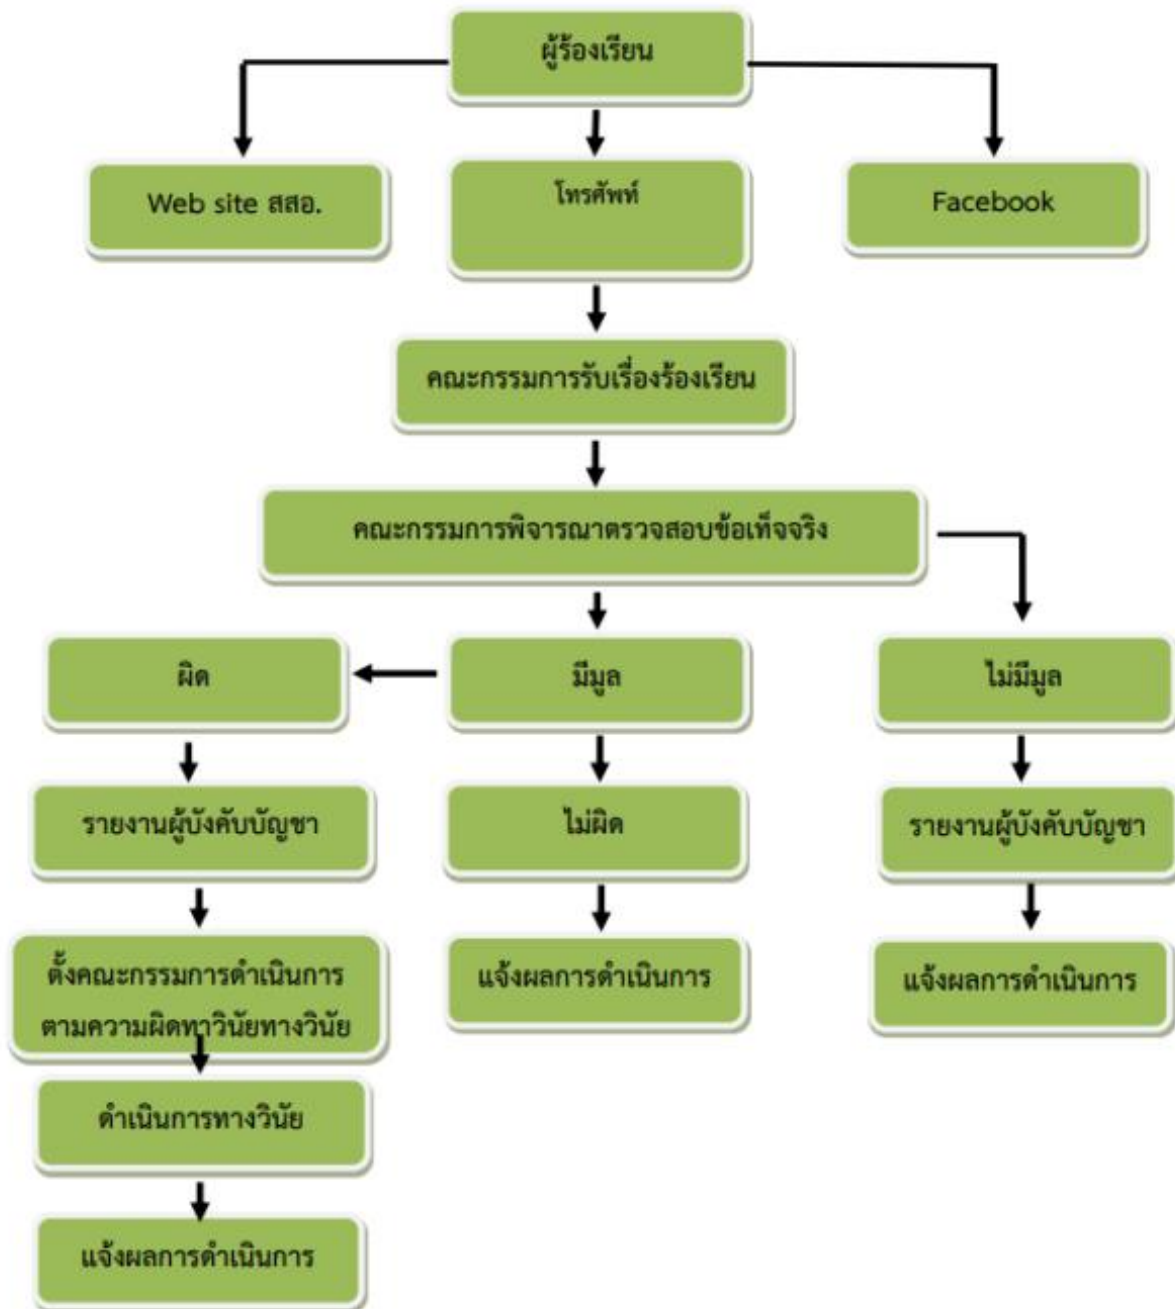 ผู้ร้องเรียน
Web site สสอ.
โทรศัพท์
Facebook
คณะกรรมการรับเรื่องร้องเรียน
คณะกรรมการพิจารณาตรวจสอบข้อเท็จจริง
ผิด
มีมูล
ไม่มีมูล
รายงานผู้บังคับบัญชา
ไม่ผิด
รายงานผู้บังคับบัญชา
ตั้งคณะกรรมการดำเนินการ
ตามความผิดทาวินัยทางวินัย
แจ้งผลการดำเนินการ
แจ้งผลการดำเนินการ
ดำเนินการทางวินัย
แจ้งผลการดำเนินการ